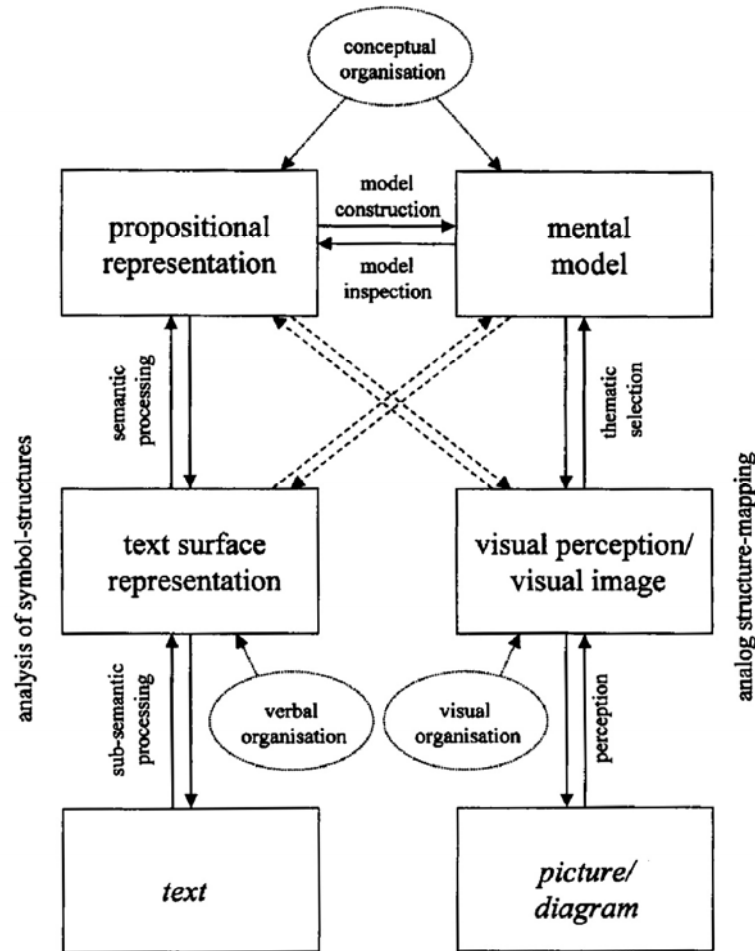 conceptual
organisation
propositional
representation
model
construction
model
inspection
mental
model
semantic
processing
thematic
selection
analysis of symbol-structures
text surface
representation
visual perception/
visual image
analog structure-mapping
sub-semantic
processing
verbal
organisation
visual
organisation
perception
text
picture/
diagram